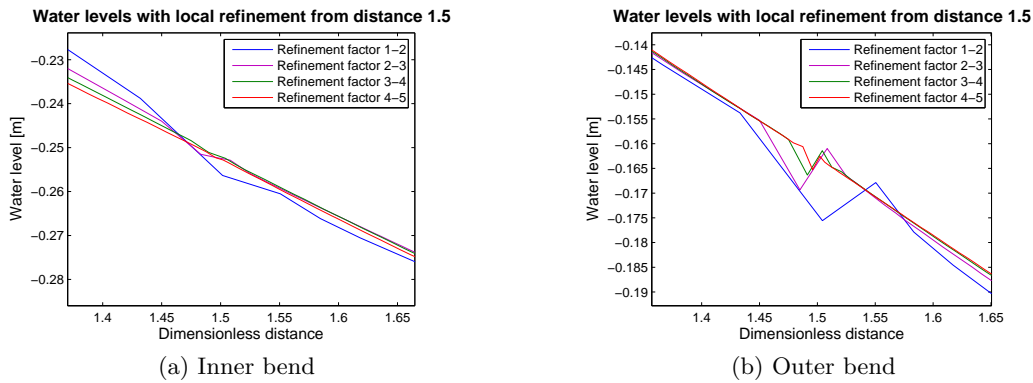 Water levels with local refinement from distance 1.5
Refinement factor 1−2
Refinement factor 2−3
Refinement factor 3−4
Refinement factor 4−5
−0.23
−0.24
−0.25
−0.26
−0.27
−0.28
Water level [m]
1.4
1.45
1.5
1.55
1.6
1.65
Dimensionless distance
(a) Inner bend
Water levels with local refinement from distance 1.5
Refinement factor 1−2
Refinement factor 2−3
Refinement factor 3−4
Refinement factor 4−5
−0.14
−0.145
−0.15
−0.155
−0.16
−0.165
−0.17
−0.175
−0.18
−0.185
−0.19
Water level [m]
1.4
1.45
1.5
1.55
1.6
1.65
Dimensionless distance
(b) Outer bend